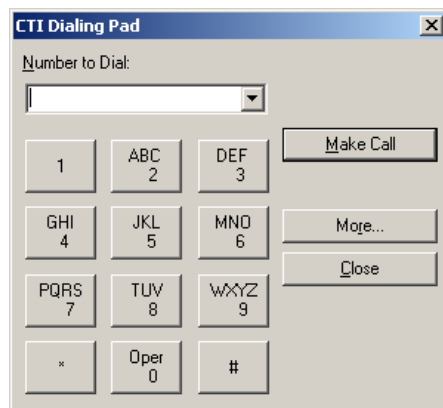 CTI Dialing Pad
Number to Dial:
1
ABC
2
DEF
3
Make Call
GHI
4
JKL
5
MNO
6
More...
Close
PQRS
7
TUV
8
WXYZ
9
*
Oper
0
#